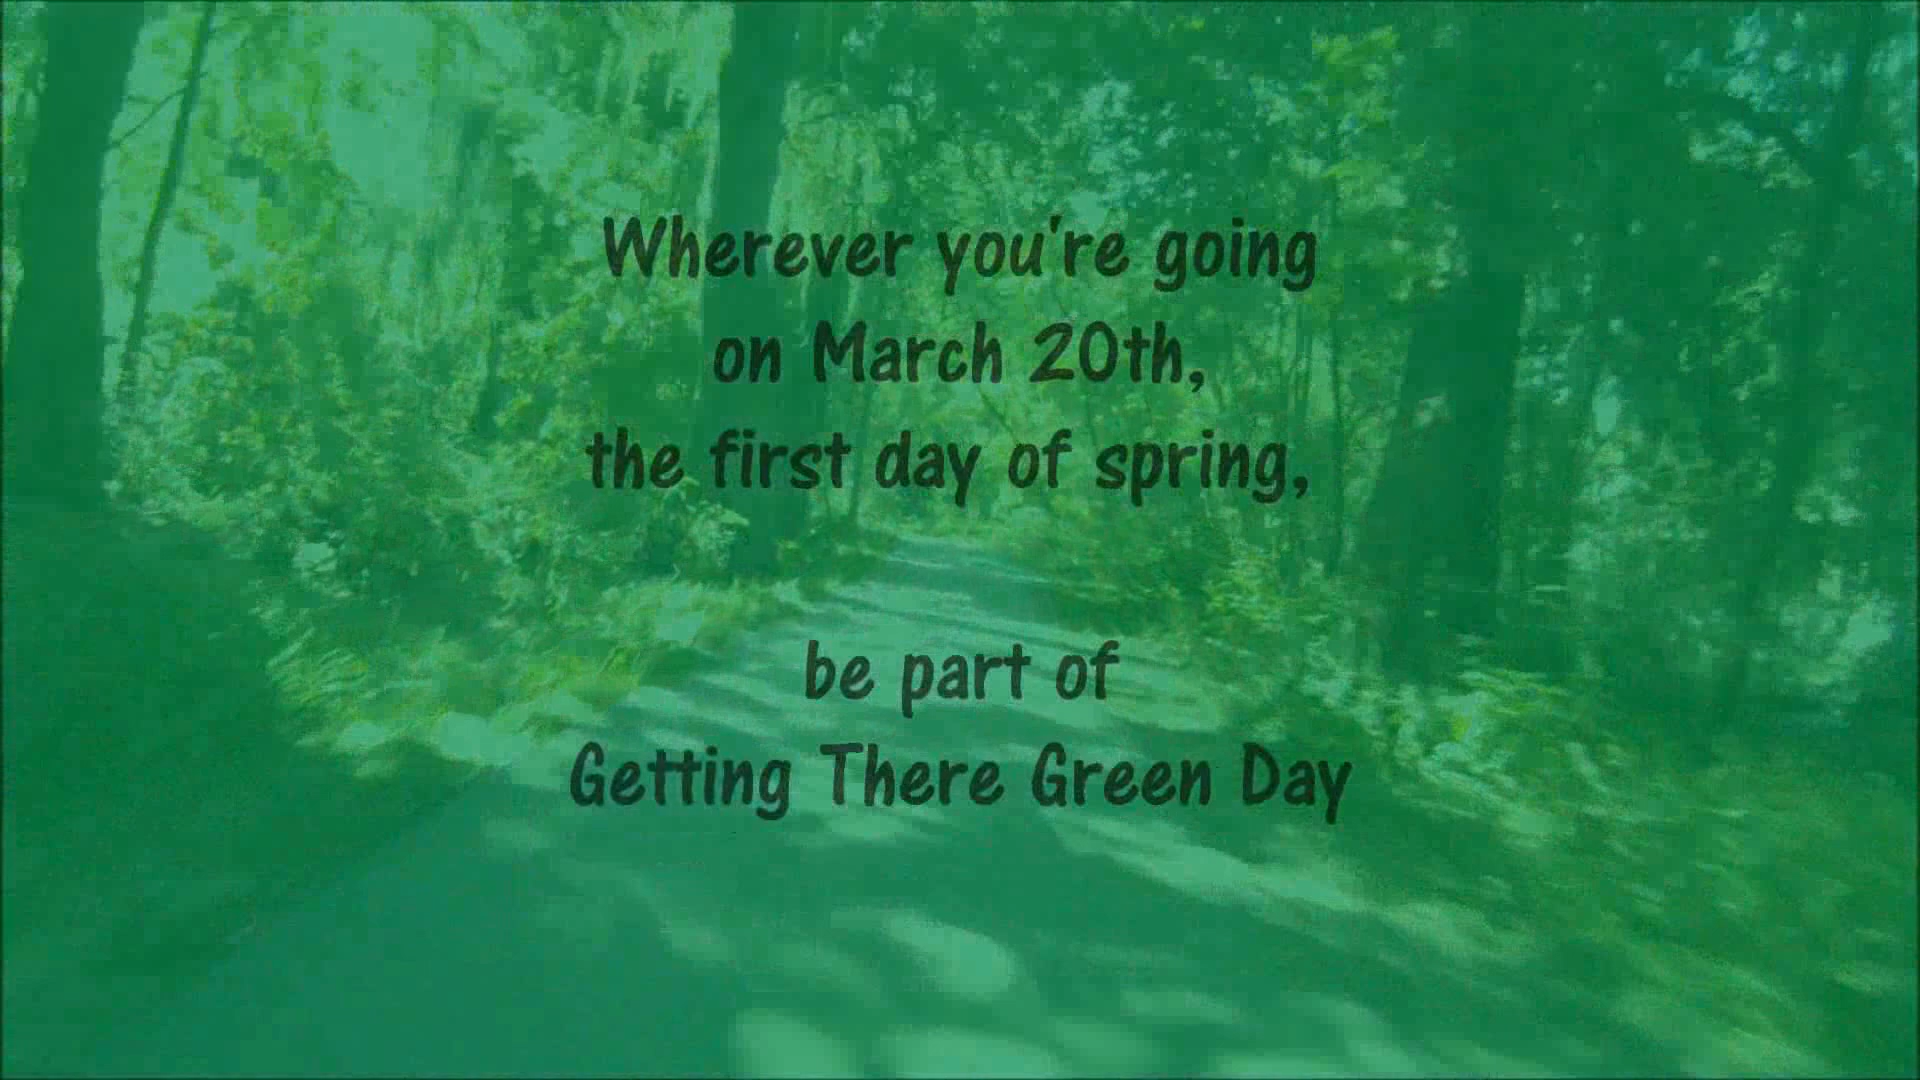 Wherever you're going
on March 20th,
the first day of spring,
be part of
Getting There Green Day